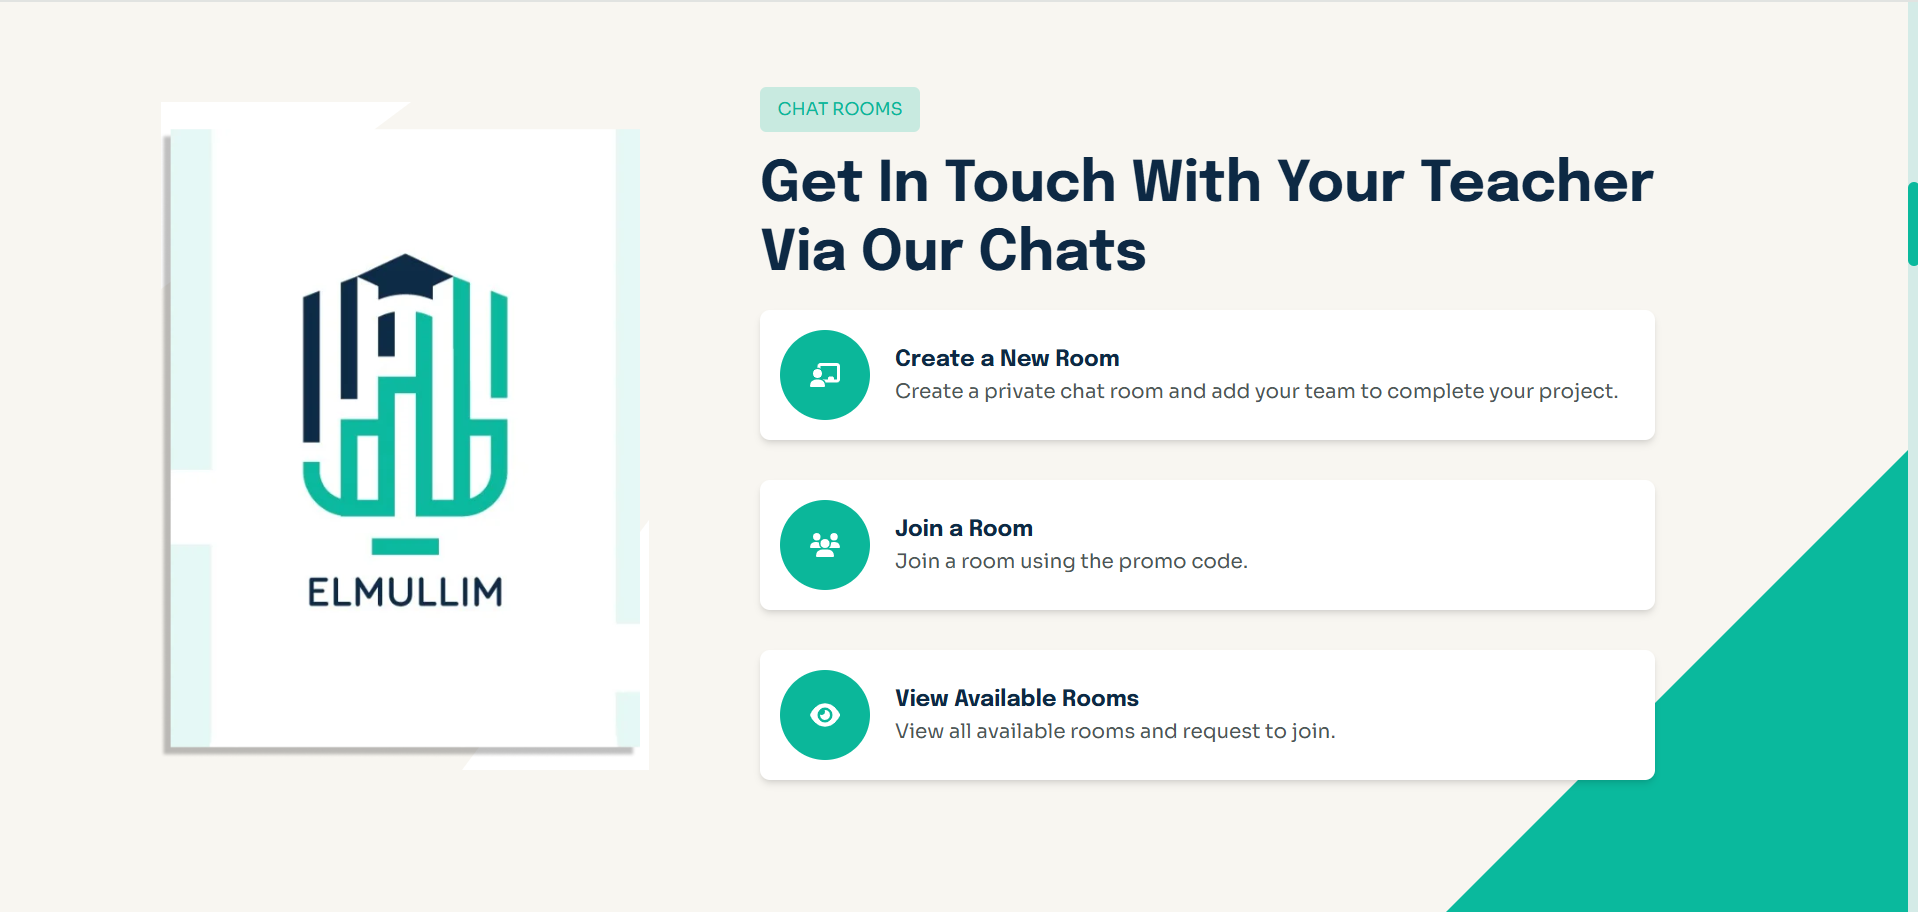 CHAT ROOMS
Get In Touch With Your Teacher
Via Our Chats
Create a New Room
Create a private chat room and add your team to complete your project.
Join a Room
Join a room using the promo code.
View Available Rooms
View all available rooms and request to join.
ELMULLIM